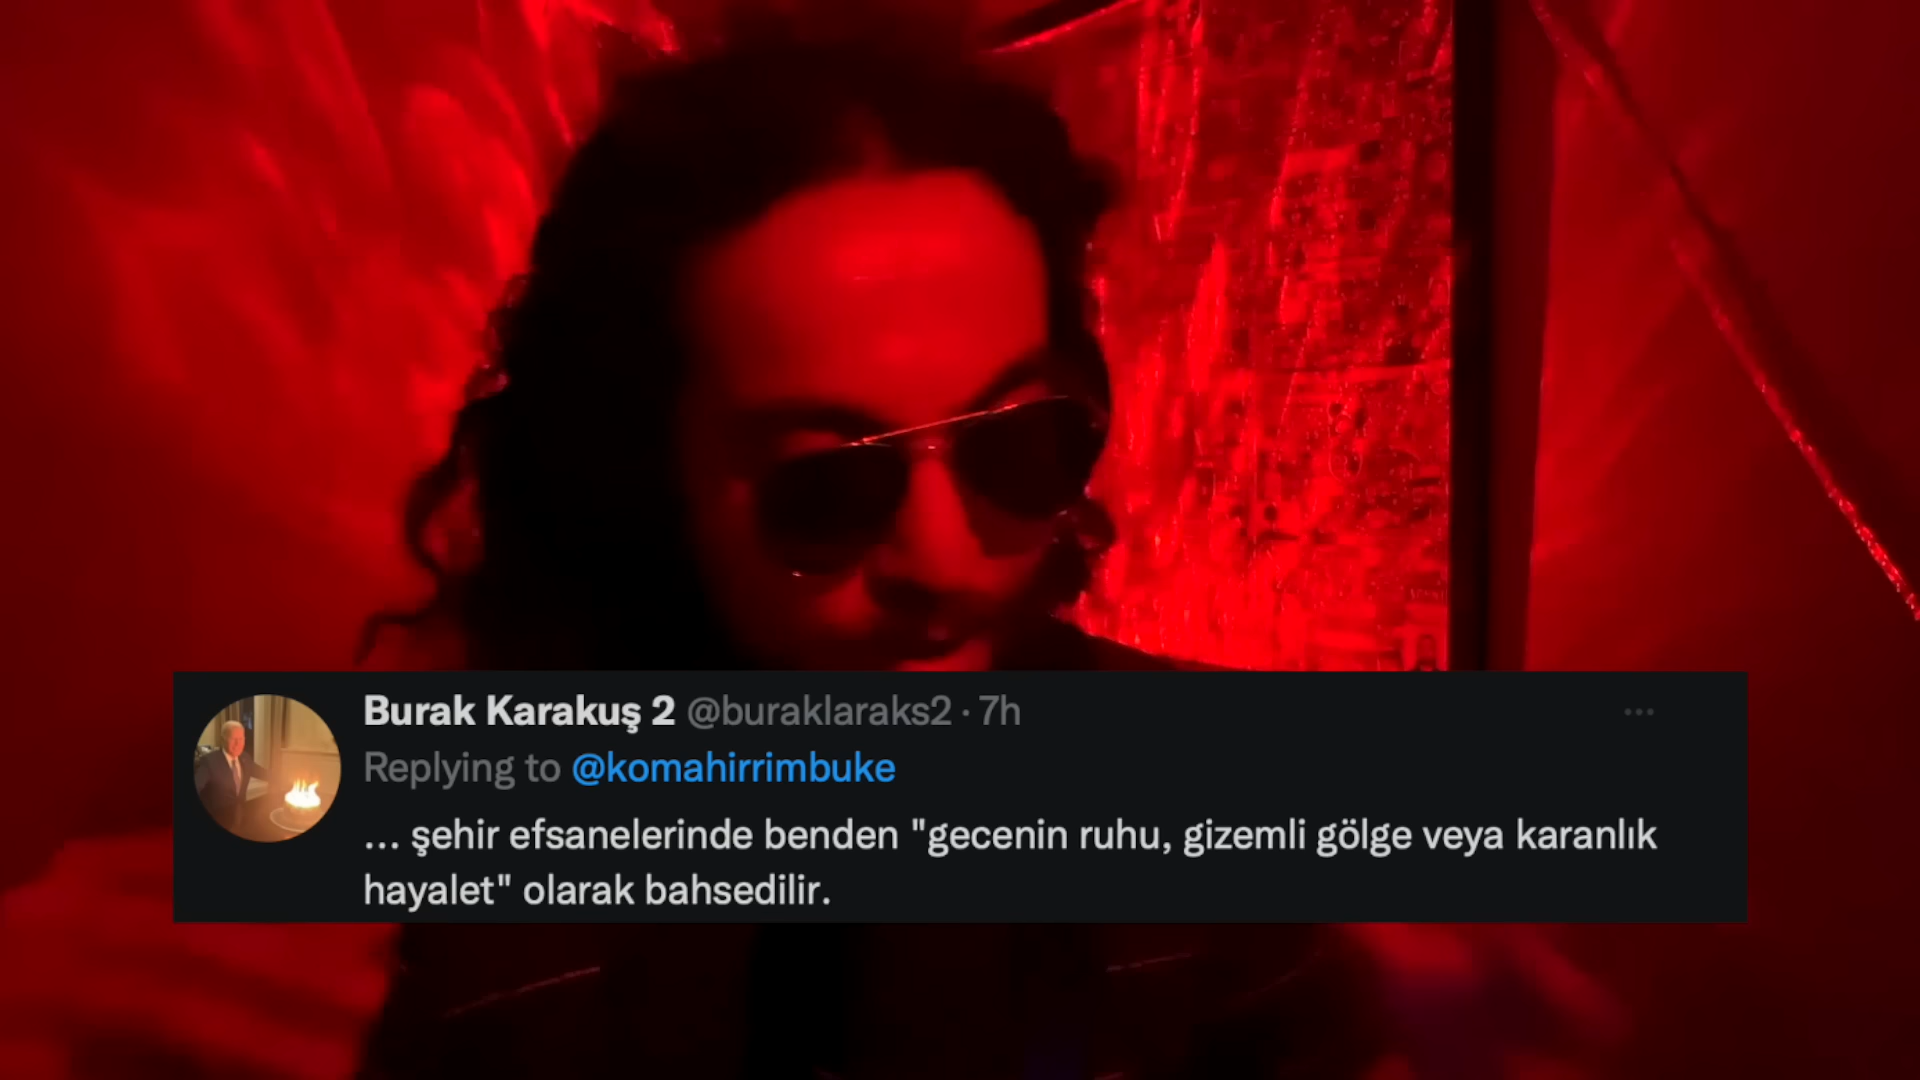 Burak Karakuş 2 @buraklaraks2 · 7h
Replying to @komahirrimbuke
... şehir efsanelerinde benden "gecenin ruhu, gizemli gölge veya karanlık
hayalet" olarak bahsedilir.